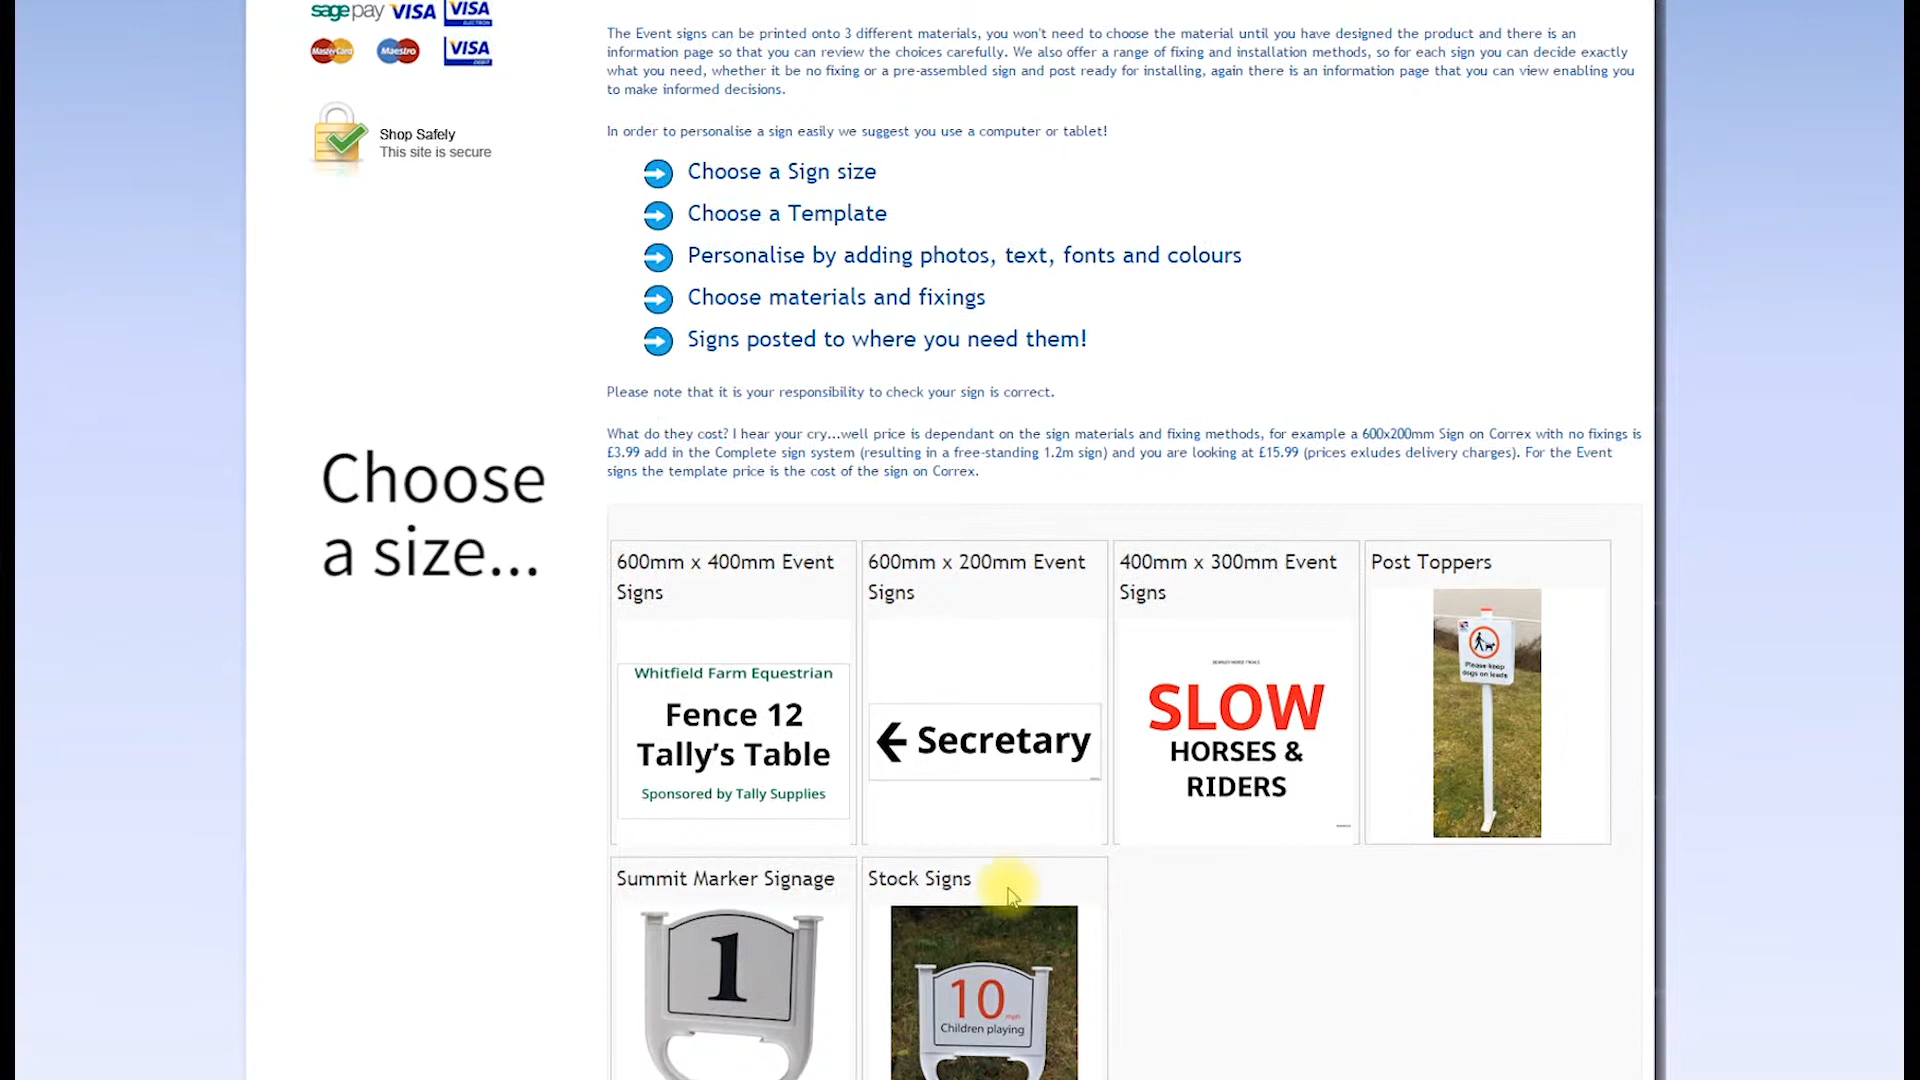 sagepay VISA VISA ELECTRON
MasterCard Maestro VISA DEBIT
Shop Safely
This site is secure
The Event signs can be printed onto 3 different materials, you won't need to choose the material until you have designed the product and there is an
information page so that you can review the choices carefully. We also offer a range of fixing and installation methods, so for each sign you can decide exactly
what you need, whether it be no fixing or a pre-assembled sign and post ready for installing, again there is an information page that you can view enabling you
to make informed decisions.
In order to personalise a sign easily we suggest you use a computer or tablet!
Choose a Sign size
Choose a Template
Personalise by adding photos, text, fonts and colours
Choose materials and fixings
Signs posted to where you need them!
Please note that it is your responsibility to check your sign is correct.
What do they cost? I hear your cry...well price is dependant on the sign materials and fixing methods, for example a 600x200mm Sign on Correx with no fixings is
£3.99 add in the Complete sign system (resulting in a free-standing 1.2m sign) and you are looking at £15.99 (prices exludes delivery charges). For the Event
signs the template price is the cost of the sign on Correx.
Choose
a size...
600mm x 400mm Event
Signs
Whitfield Farm Equestrian
Fence 12
Tally's Table
Sponsored by Tally Supplies
600mm x 200mm Event
Signs
Secretary
400mm x 300mm Event
Signs
SLOW
HORSES &
RIDERS
Post Toppers
Please keep
dogs on leads
Summit Marker Signage
1
Stock Signs
10 mph
Children playing